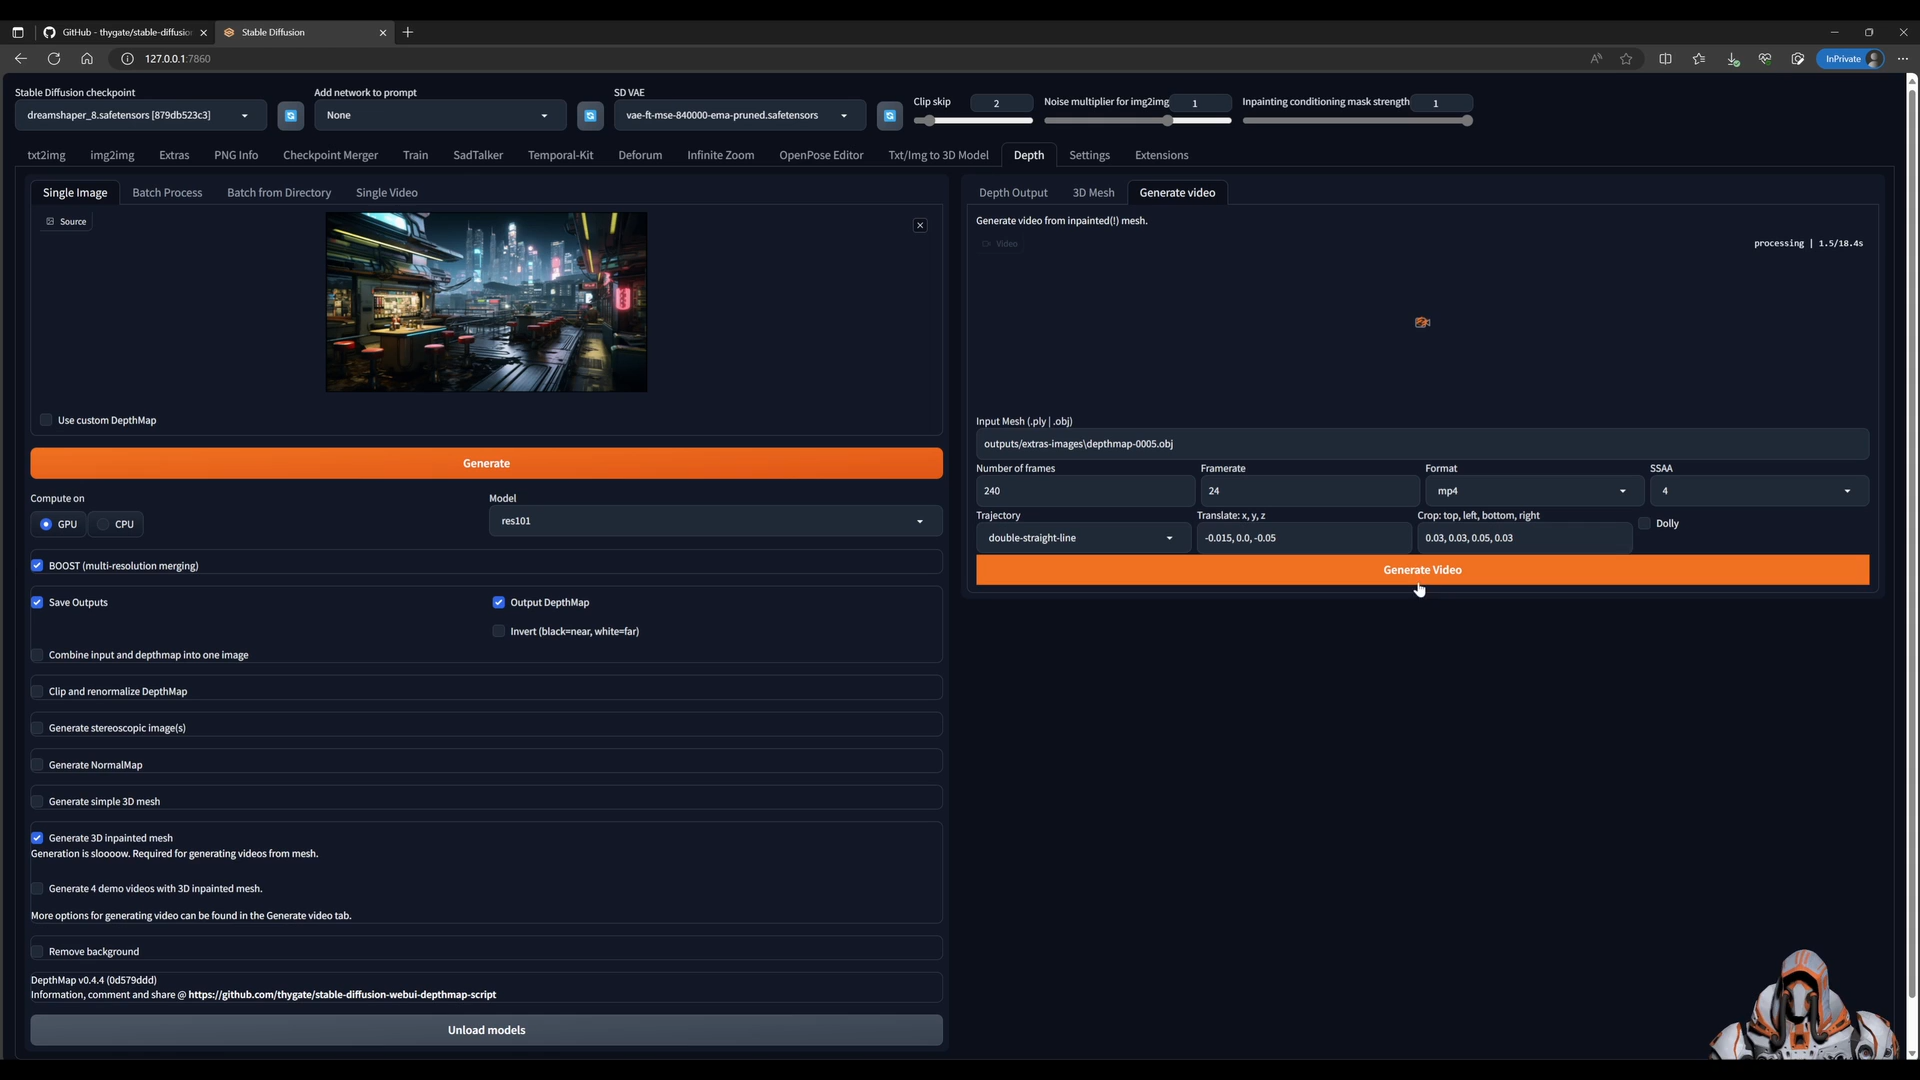 GitHub - thygate/stable-diffusion
Stable Diffusion
127.0.0.1:7860
InPrivate
Stable Diffusion checkpoint
Add network to prompt
SD VAE
Clip skip
2
Noise multiplier for img2img
1
Inpainting conditioning mask strength
1
dreamshaper_8.safetensors [879db523c3]
None
vae-ft-mse-840000-ema-pruned.safetensors
txt2img
img2img
Extras
PNG Info
Checkpoint Merger
Train
SadTalker
Temporal-Kit
Deforum
Infinite Zoom
OpenPose Editor
Txt/Img to 3D Model
Depth
Settings
Extensions
Single Image
Batch Process
Batch from Directory
Single Video
Source
Use custom DepthMap
Generate
Compute on
GPU
CPU
Model
res101
BOOST (multi-resolution merging)
Save Outputs
Output DepthMap
Invert (black=near, white=far)
Combine input and depthmap into one image
Clip and renormalize DepthMap
Generate stereoscopic image(s)
Generate NormalMap
Generate simple 3D mesh
Generate 3D inpainted mesh
Generation is sloooow. Required for generating videos from mesh.
Generate 4 demo videos with 3D inpainted mesh.
More options for generating video can be found in the Generate video tab.
Remove background
DepthMap v0.4.4 (0d579ddd)
Information, comment and share @ https://github.com/thygate/stable-diffusion-webui-depthmap-script
Unload models
Depth Output
3D Mesh
Generate video
Generate video from inpainted(!) mesh.
Video
processing | 1.5/18.4s
Input Mesh (.ply | .obj)
outputs/extras-images\depthmap-0005.obj
Number of frames
Framerate
Format
SSAA
240
24
mp4
4
Trajectory
Translate: x, y, z
Crop: top, left, bottom, right
Dolly
double-straight-line
-0.015, 0.0, -0.05
0.03, 0.03, 0.05, 0.03
Generate Video